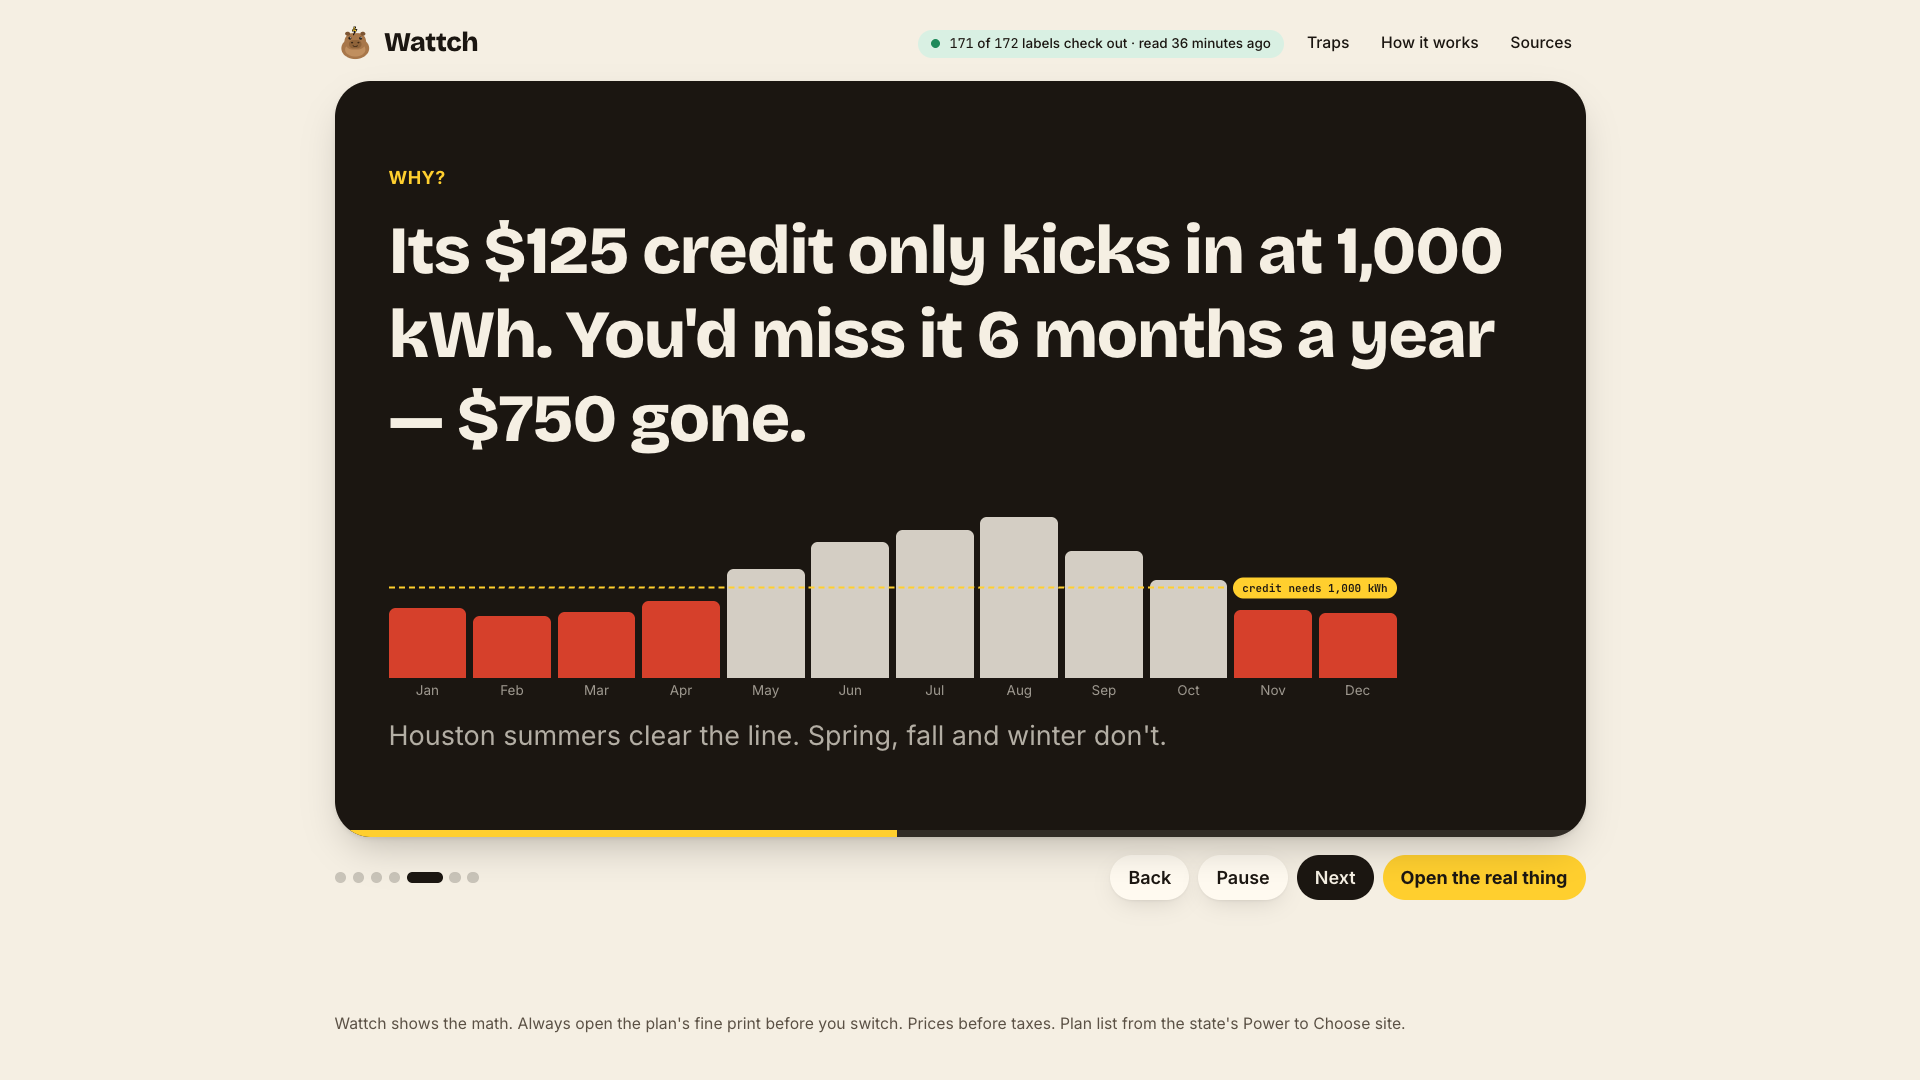 Wattch
171 of 172 labels check out · read 36 minutes ago
Traps
How it works
Sources
WHY?
Its $125 credit only kicks in at 1,000
kWh. You'd miss it 6 months a year
— $750 gone.
credit needs 1,000 kWh
Jan Feb Mar Apr May Jun Jul Aug Sep Oct Nov Dec
Houston summers clear the line. Spring, fall and winter don't.
Back
Pause
Next
Open the real thing
Wattch shows the math. Always open the plan's fine print before you switch. Prices before taxes. Plan list from the state's Power to Choose site.